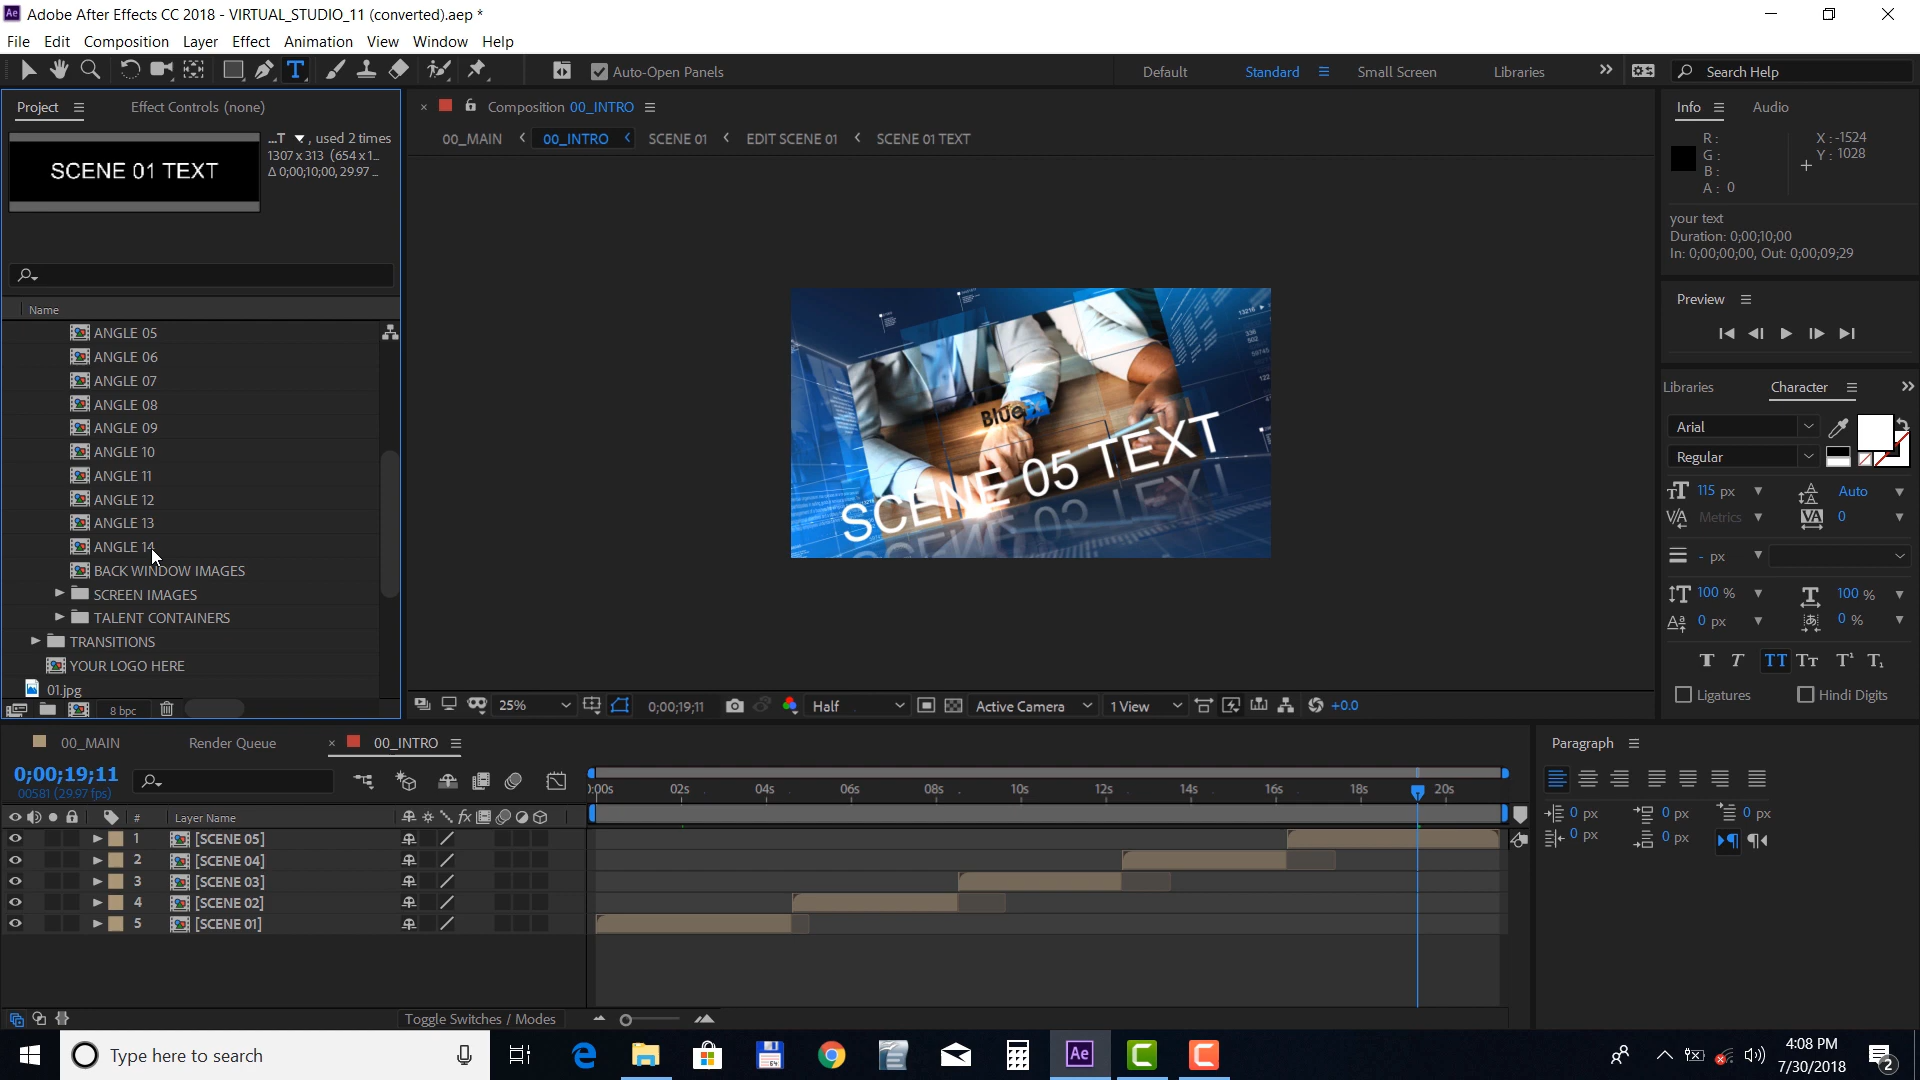 Adobe After Effects CC 2018 - VIRTUAL_STUDIO_11 (converted).aep *
File Edit Composition Layer Effect Animation View Window Help
Auto-Open Panels
Default Standard Small Screen Libraries Search Help
Project Effect Controls (none)
Composition 00_INTRO
Info Audio
...T , used 2 times
1307 x 313 (654 x 1...
Δ 0;00;10;00, 29.97 ...
SCENE 01 TEXT
00_MAIN 00_INTRO SCENE 01 EDIT SCENE 01 SCENE 01 TEXT
R :
G :
B :
A : 0
X : -1524
Y : 1028
your text
Duration: 0;00;10;00
In: 0;00;00;00, Out: 0;00;09;29
Name
ANGLE 05
ANGLE 06
ANGLE 07
ANGLE 08
ANGLE 09
ANGLE 10
ANGLE 11
ANGLE 12
ANGLE 13
ANGLE 14
BACK WINDOW IMAGES
SCREEN IMAGES
TALENT CONTAINERS
TRANSITIONS
YOUR LOGO HERE
01.jpg
8 bpc
Blue
SCENE 05 TEXT
Preview
Libraries Character
Arial
Regular
115 px Auto
Metrics 0
- px
100 % 100 %
0 px 0 %
Ligatures Hindi Digits
25% 0;00;19;11 Half Active Camera 1 View +0.0
00_MAIN Render Queue 00_INTRO
0;00;19;11
00581 (29.97 fps)
# Layer Name
):00s 02s 04s 06s 08s 10s 12s 14s 16s 18s 20s
1 [SCENE 05]
2 [SCENE 04]
3 [SCENE 03]
4 [SCENE 02]
5 [SCENE 01]
Toggle Switches / Modes
Paragraph
0 px 0 px 0 px
0 px 0 px
Type here to search
4:08 PM
7/30/2018
2